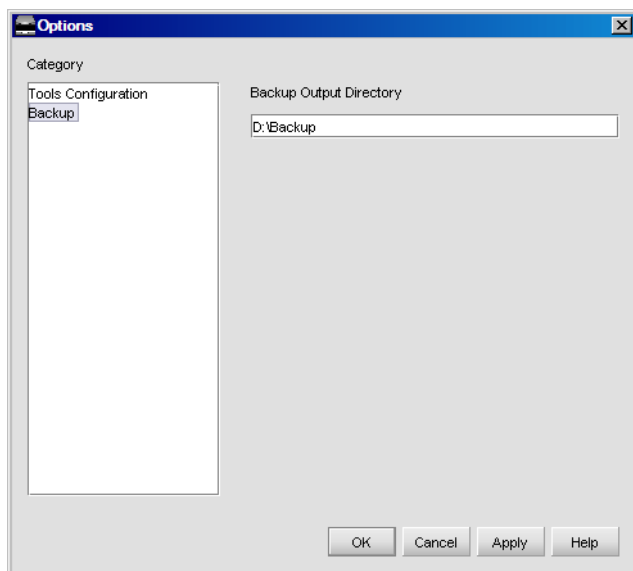 Options
Category
Tools Configuration
Backup
Backup Output Directory
D:\Backup
OK
Cancel
Apply
Help